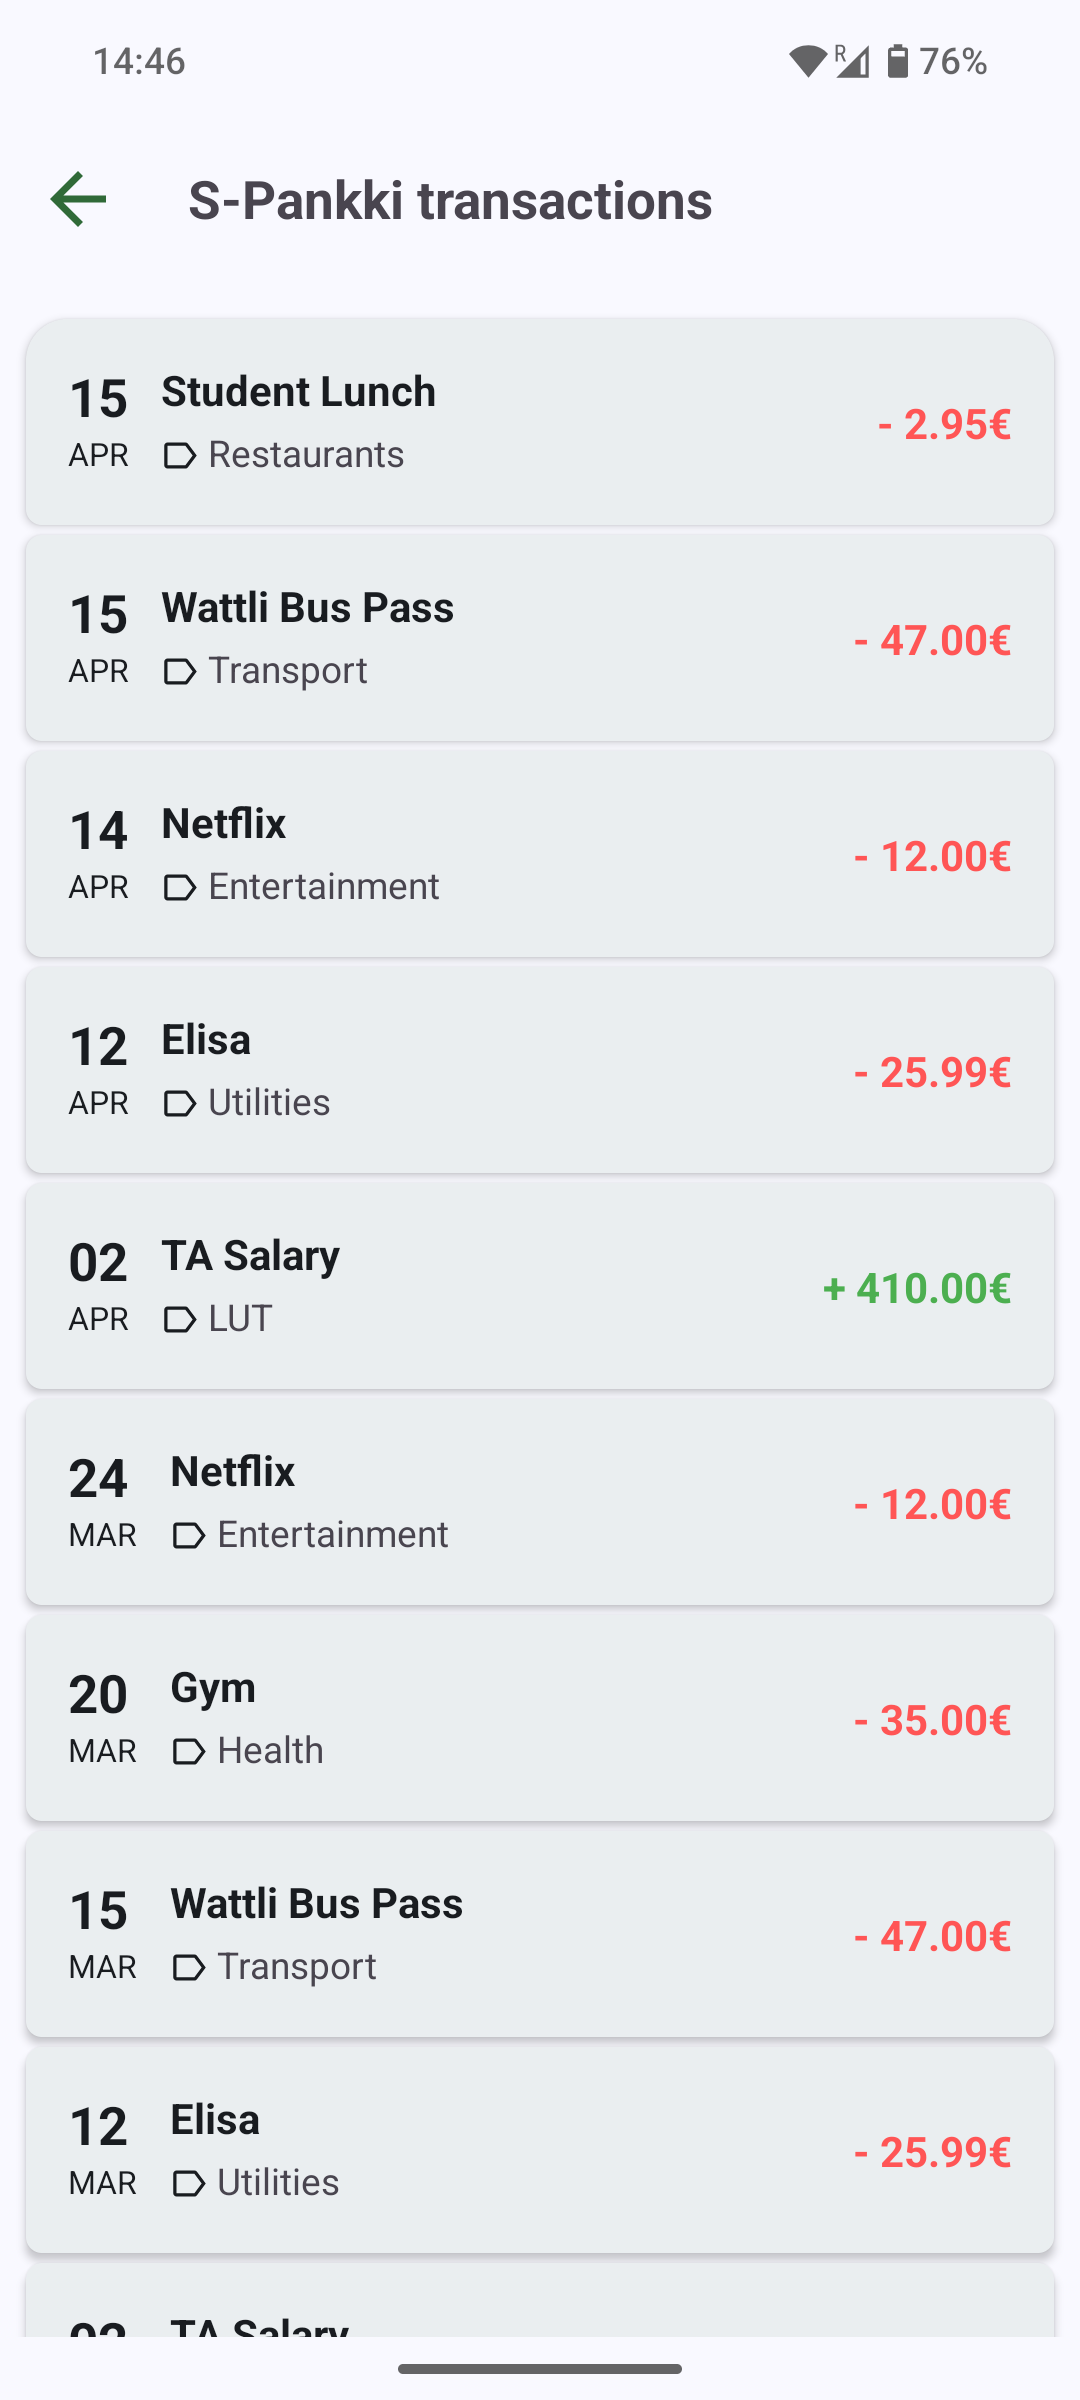 14:46
R 76%
S-Pankki transactions
15 Student Lunch
- 2.95€
APR Restaurants
15 Wattli Bus Pass
- 47.00€
APR Transport
14 Netflix
- 12.00€
APR Entertainment
12 Elisa
- 25.99€
APR Utilities
02 TA Salary
+ 410.00€
APR LUT
24 Netflix
- 12.00€
MAR Entertainment
20 Gym
- 35.00€
MAR Health
15 Wattli Bus Pass
- 47.00€
MAR Transport
12 Elisa
- 25.99€
MAR Utilities
TA Salary